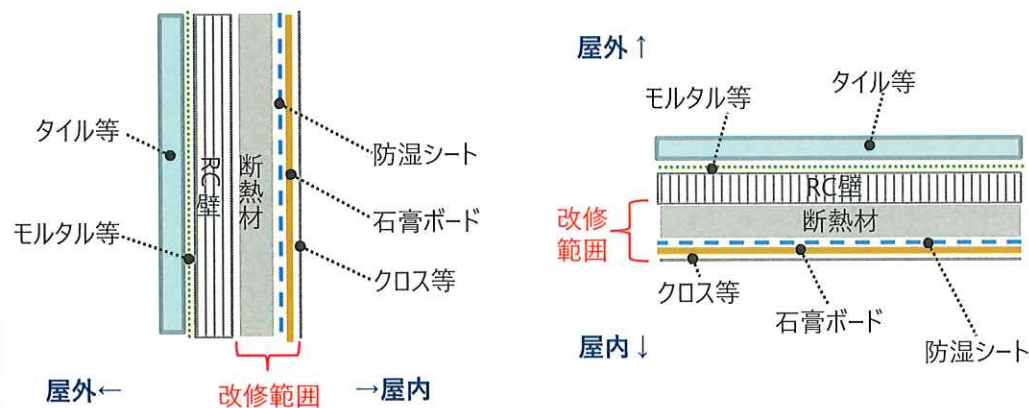 タイル等
モルタル等
RC壁
断熱材
防湿シート
石膏ボード
クロス等
屋外←
改修範囲
→屋内
屋外↑
モルタル等
タイル等
RC壁
断熱材
改修
範囲
クロス等
石膏ボード
防湿シート
屋内↓